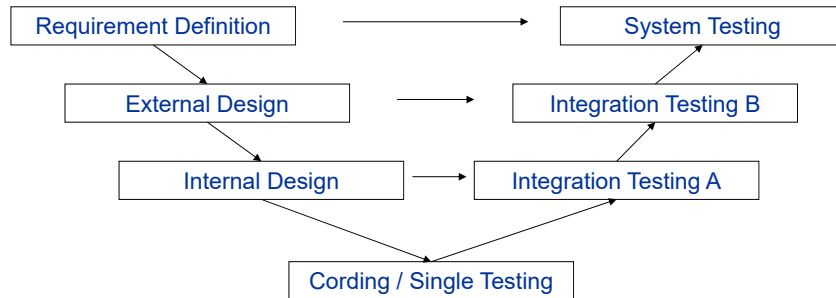 Requirement Definition
System Testing
External Design
Integration Testing B
Internal Design
Integration Testing A
Cording / Single Testing